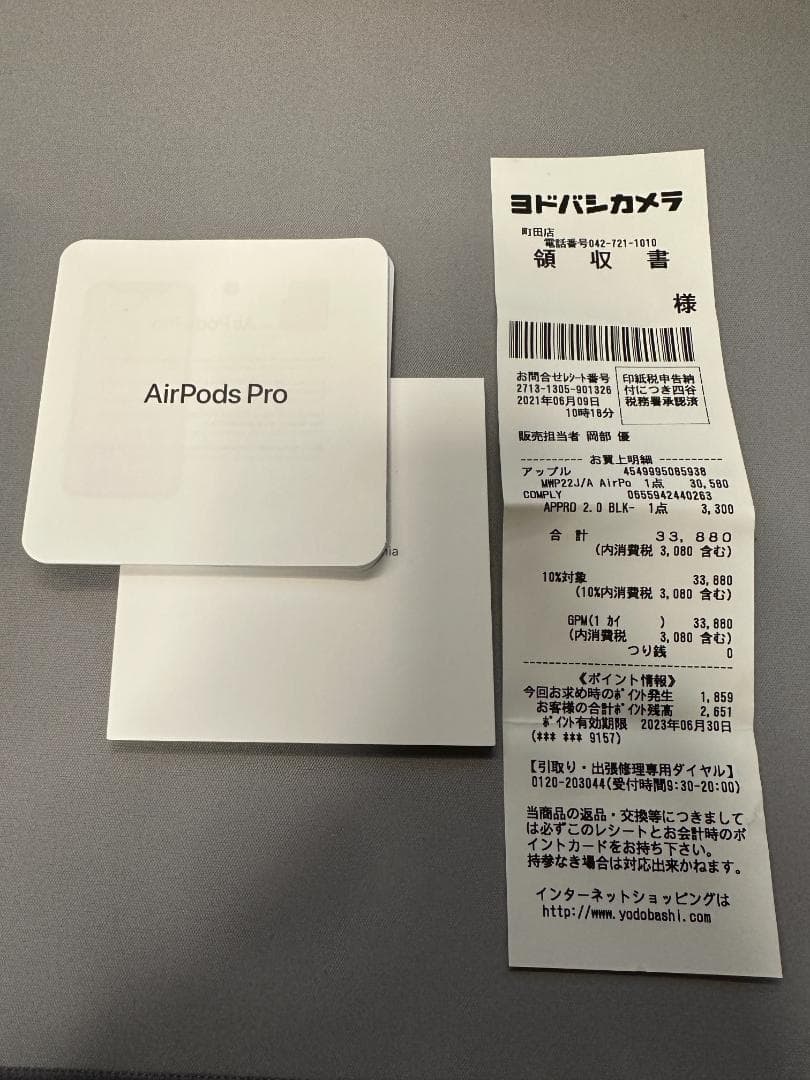 AirPods Pro
nia
ヨドバシカメラ
町田店
電話番号042-721-1010
領 収 書
様
お問合せﾚｼｰﾄ番号
2713-1305-901326
2021年06月09日
10時16分
印紙税申告納
付につき四谷
税務署承認済
販売担当者 岡部 優
---------- お買上明細 ----------
アップル 4549995085938
MWP22J/A AirPo 1点 30,580
COMPLY 0655942440263
APPRO 2.0 BLK- 1点 3,300
合 計 33,880
(内消費税 3,080 含む)
10%対象 33,880
(10%内消費税 3,080 含む)
GPM(1 ｶｲ ) 33,880
(内消費税 3,080 含む)
つり銭 0
《ポイント情報》
今回お求め時のﾎﾟｲﾝﾄ発生 1,859
お客様の合計ﾎﾟｲﾝﾄ残高 2,651
ﾎﾟｲﾝﾄ有効期限 2023年06月30日
(*** *** 9157)
【引取り・出張修理専用ダイヤル】
0120-203044(受付時間9:30-20:00)
当商品の返品・交換等につきまして
は必ずこのレシートとお会計時のポ
イントカードをお持ち下さい。
持参なき場合は対応出来かねます。
インターネットショッピングは
http://www.yodobashi.com